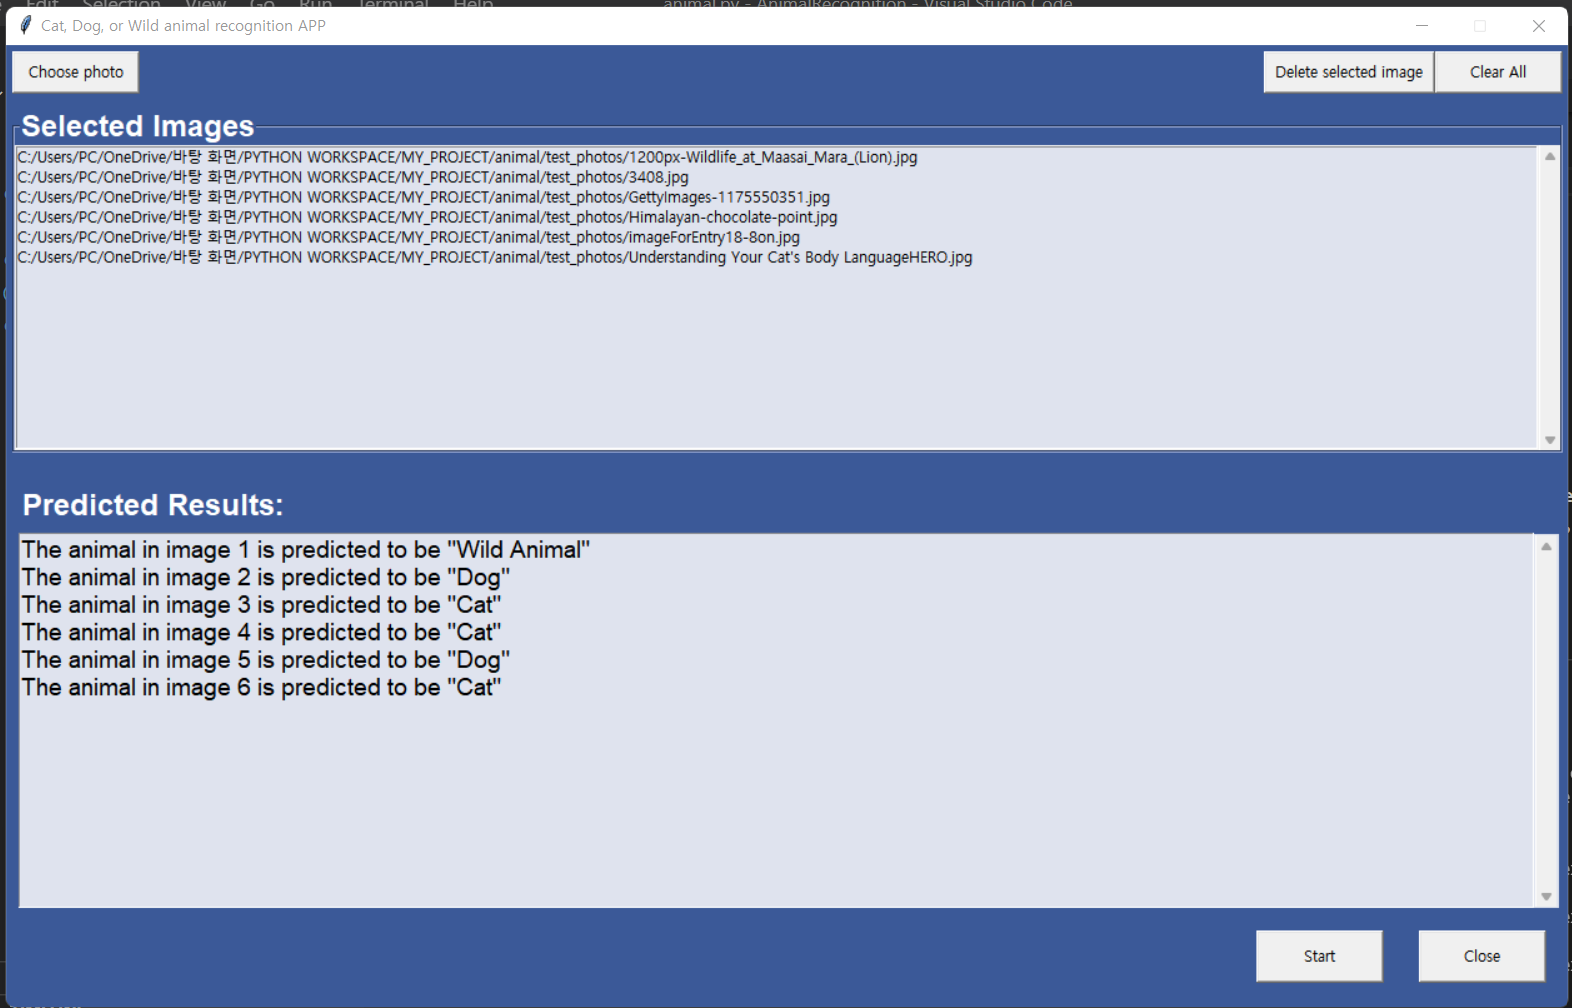 Edit Selection View Go Run Terminal Help animal.py - AnimalRecognition - Visual Studio Code
Cat, Dog, or Wild animal recognition APP
Choose photo
Delete selected image
Clear All
Selected Images
C:/Users/PC/OneDrive/바탕 화면/PYTHON WORKSPACE/MY_PROJECT/animal/test_photos/1200px-Wildlife_at_Maasai_Mara_(Lion).jpg
C:/Users/PC/OneDrive/바탕 화면/PYTHON WORKSPACE/MY_PROJECT/animal/test_photos/3408.jpg
C:/Users/PC/OneDrive/바탕 화면/PYTHON WORKSPACE/MY_PROJECT/animal/test_photos/GettyImages-1175550351.jpg
C:/Users/PC/OneDrive/바탕 화면/PYTHON WORKSPACE/MY_PROJECT/animal/test_photos/Himalayan-chocolate-point.jpg
C:/Users/PC/OneDrive/바탕 화면/PYTHON WORKSPACE/MY_PROJECT/animal/test_photos/imageForEntry18-8on.jpg
C:/Users/PC/OneDrive/바탕 화면/PYTHON WORKSPACE/MY_PROJECT/animal/test_photos/Understanding Your Cat's Body LanguageHERO.jpg
Predicted Results:
The animal in image 1 is predicted to be "Wild Animal"
The animal in image 2 is predicted to be "Dog"
The animal in image 3 is predicted to be "Cat"
The animal in image 4 is predicted to be "Cat"
The animal in image 5 is predicted to be "Dog"
The animal in image 6 is predicted to be "Cat"
Start
Close